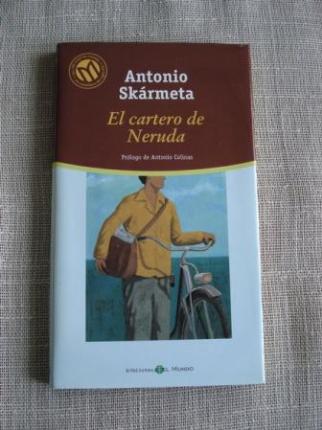 Antonio
Skármeta
El cartero de
Neruda
Prólogo de Antonio Colinas
EL MUNDO